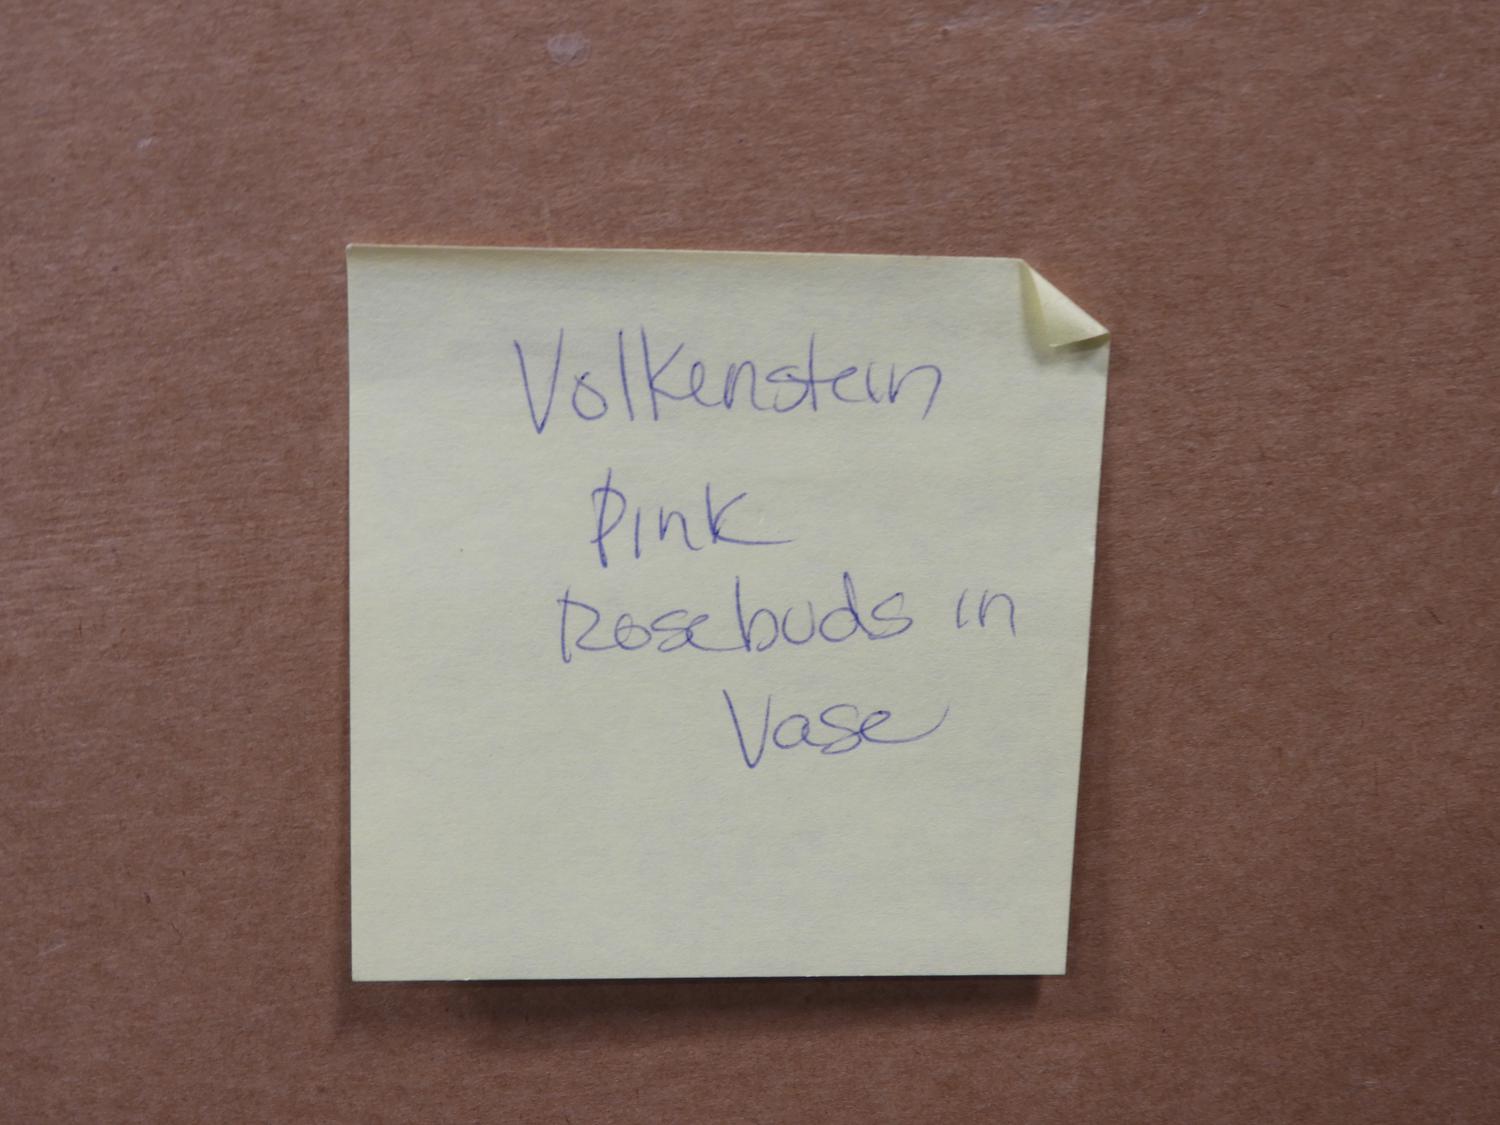 Volkenstein
Pink
Rosebuds in
Vase